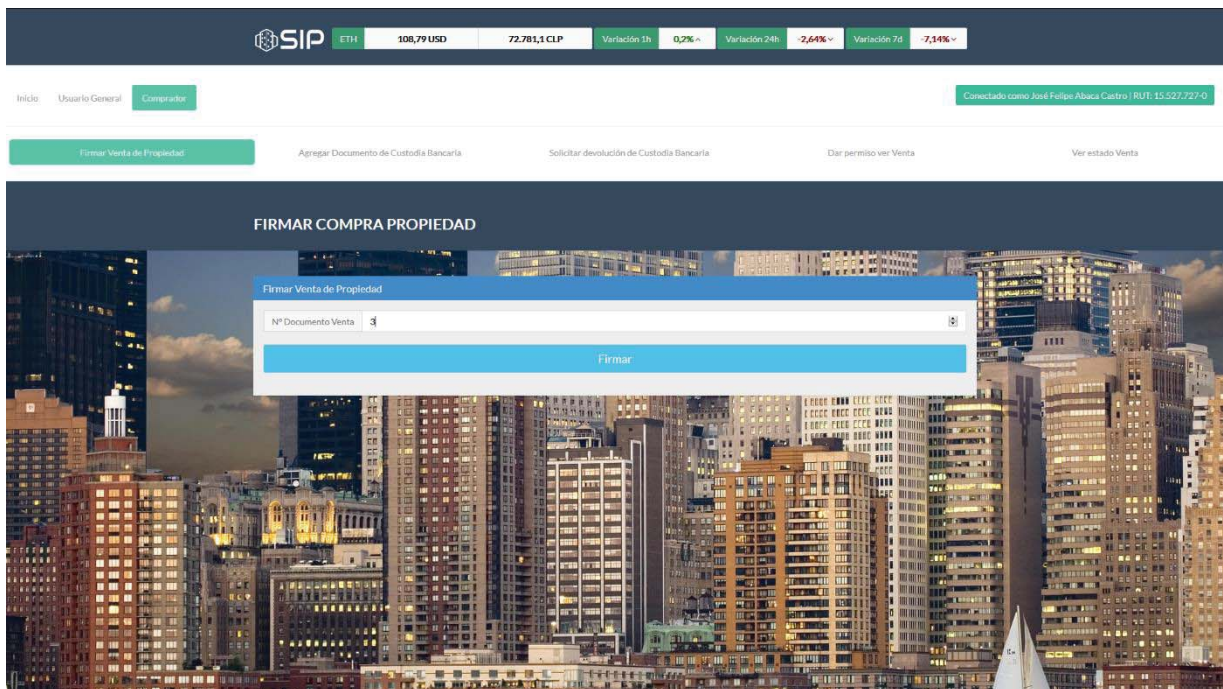 SIP ETH 108,79 USD 72.781,1 CLP Variación 1h 0,2% Variación 24h -2,64% Variación 7d -7,14%
Inicio Usuario General Comprador Conectado como José Felipe Abaca Castro | RUT: 15.527.727-0
Firmar Venta de Propiedad Agregar Documento de Custodia Bancaria Solicitar devolución de Custodia Bancaria Dar permiso ver Venta Ver estado Venta
FIRMAR COMPRA PROPIEDAD
Firmar Venta de Propiedad
Nº Documento Venta 3
Firmar